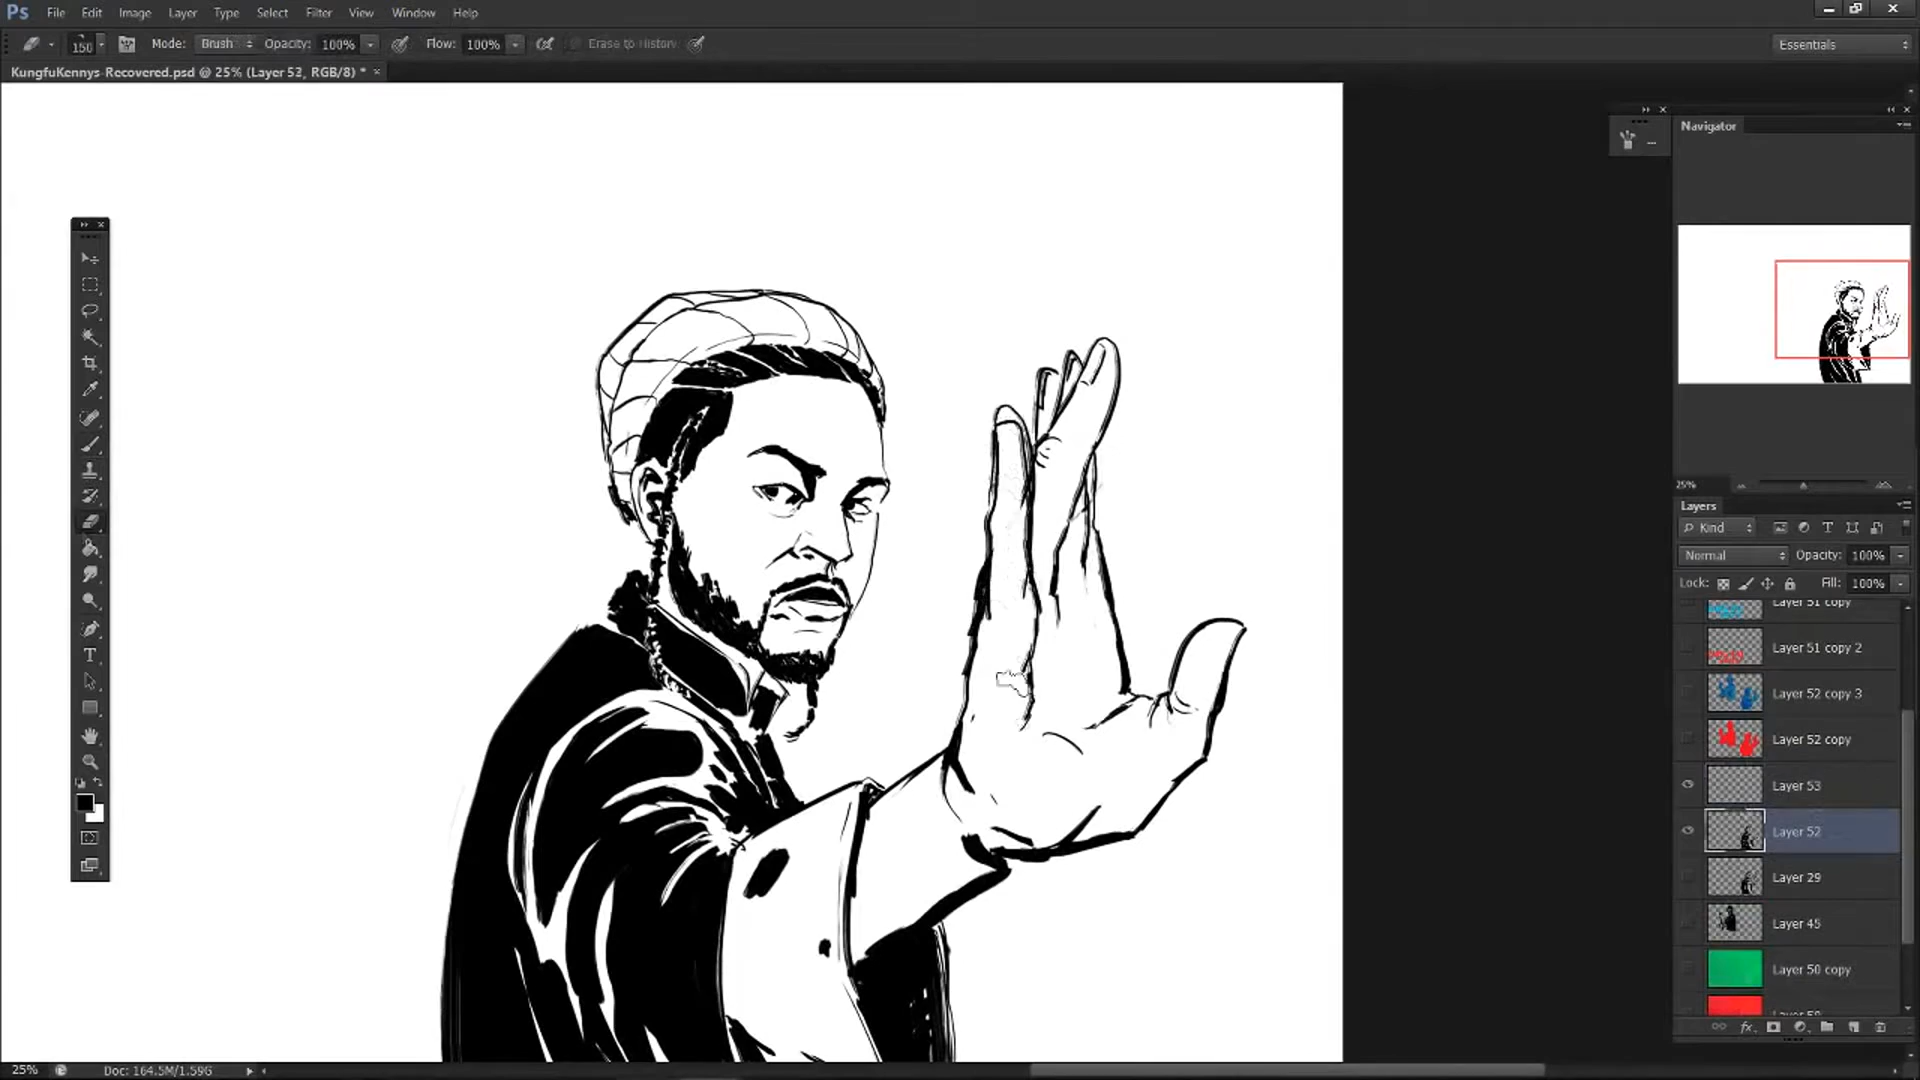 Ps File Edit Image Layer Type Select Filter View Window Help
150 Mode: Brush Opacity: 100% Flow: 100% Erase to History Essentials
KungfuKennys-Recovered.psd @ 25% (Layer 52, RGB/8) *
Navigator
25%
Layers
Kind
Normal Opacity: 100%
Lock: Fill: 100%
Layer 51 copy
Layer 51 copy 2
Layer 52 copy 3
Layer 52 copy
Layer 53
Layer 52
Layer 29
Layer 45
Layer 50 copy
25% Doc: 164.5M/1.59G